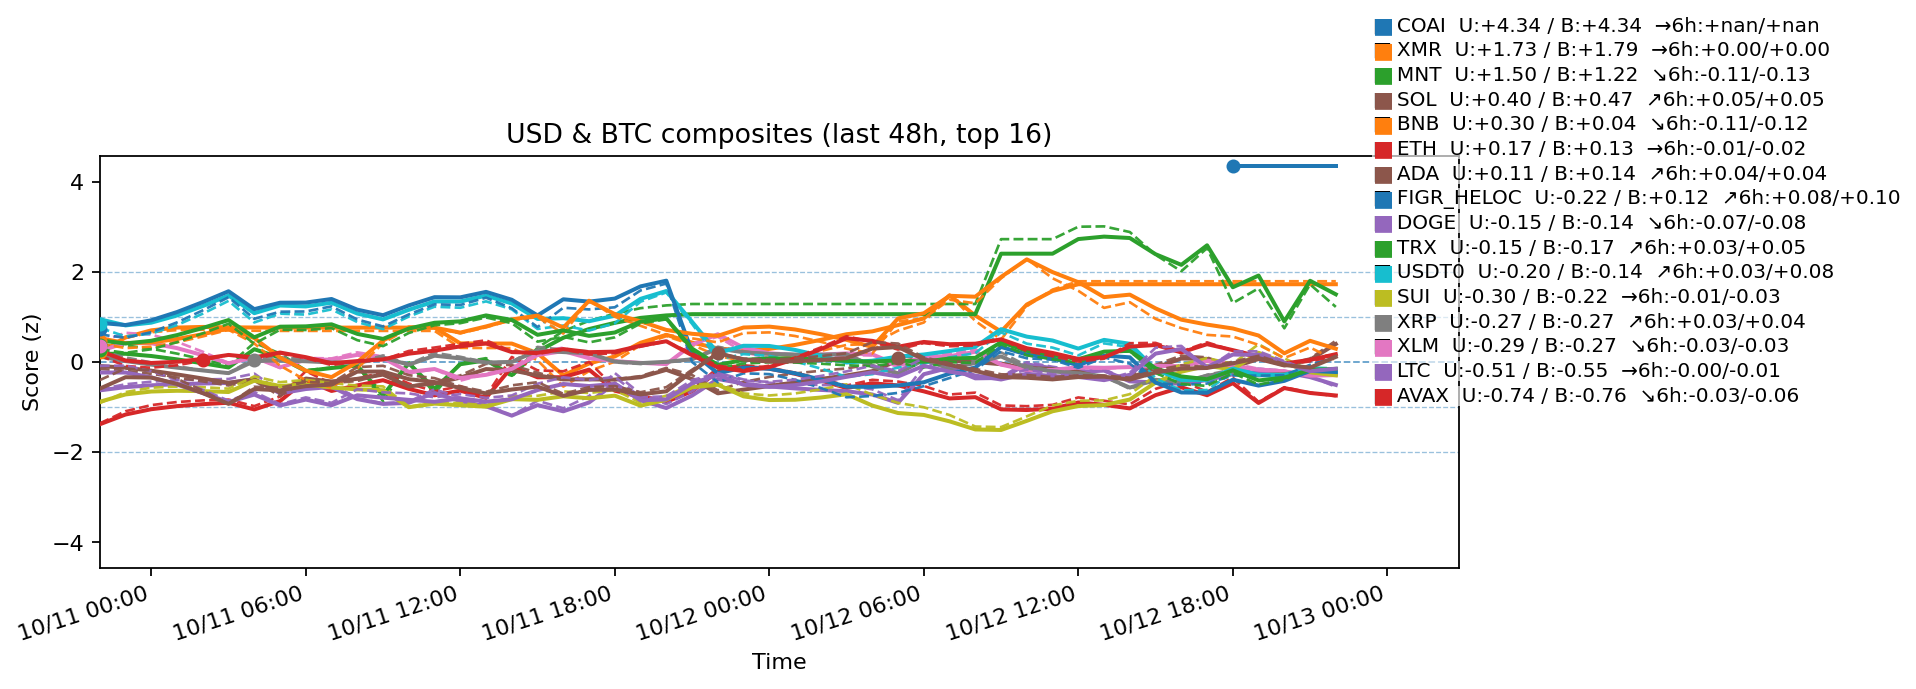 COAI U:+4.34 / B:+4.34 →6h:+nan/+nan
XMR U:+1.73 / B:+1.79 →6h:+0.00/+0.00
MNT U:+1.50 / B:+1.22 ↘6h:-0.11/-0.13
SOL U:+0.40 / B:+0.47 ↗6h:+0.05/+0.05
BNB U:+0.30 / B:+0.04 ↘6h:-0.11/-0.12
ETH U:+0.17 / B:+0.13 →6h:-0.01/-0.02
ADA U:+0.11 / B:+0.14 ↗6h:+0.04/+0.04
FIGR_HELOC U:-0.22 / B:+0.12 ↗6h:+0.08/+0.10
DOGE U:-0.15 / B:-0.14 ↘6h:-0.07/-0.08
TRX U:-0.15 / B:-0.17 ↗6h:+0.03/+0.05
USDT0 U:-0.20 / B:-0.14 ↗6h:+0.03/+0.08
SUI U:-0.30 / B:-0.22 →6h:-0.01/-0.03
XRP U:-0.27 / B:-0.27 ↗6h:+0.03/+0.04
XLM U:-0.29 / B:-0.27 ↘6h:-0.03/-0.03
LTC U:-0.51 / B:-0.55 →6h:-0.00/-0.01
AVAX U:-0.74 / B:-0.76 ↘6h:-0.03/-0.06
USD & BTC composites (last 48h, top 16)
Score (z)
4
2
0
−2
−4
10/11 00:00
10/11 06:00
10/11 12:00
10/11 18:00
10/12 00:00
10/12 06:00
10/12 12:00
10/12 18:00
10/13 00:00
Time